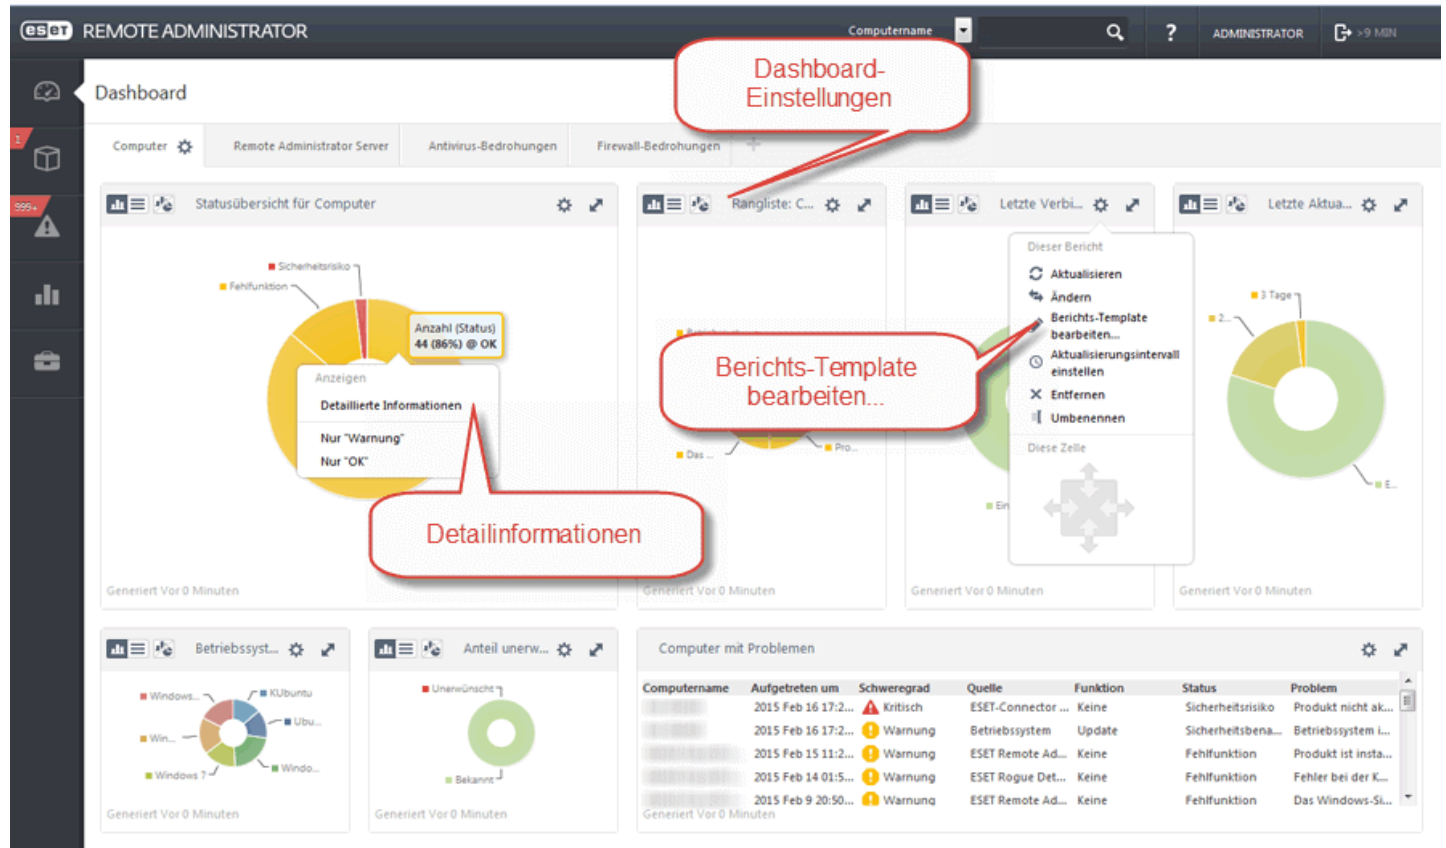 eset REMOTE ADMINISTRATOR
Computername
?
ADMINISTRATOR
>9 MIN
Dashboard-
Einstellungen
Dashboard
1
Computer
Remote Administrator Server
Antivirus-Bedrohungen
Firewall-Bedrohungen
+
999+
Statusübersicht für Computer
Rangliste: C...
Letzte Verbi...
Letzte Aktua...
Sicherheitsrisiko
Fehlfunktion
Anzahl (Status)
44 (86%) @ OK
Anzeigen
Detaillierte Informationen
Nur "Warnung"
Nur "OK"
Detailinformationen
Generiert Vor 0 Minuten
Berichts-Template
bearbeiten...
Das ...
Pro...
Generiert Vor 0 Minuten
Dieser Bericht
Aktualisieren
Ändern
Berichts-Template
bearbeiten...
Aktualisierungsintervall
einstellen
Entfernen
Umbenennen
Diese Zelle
Ein
Generiert Vor 0 Minuten
3 Tage
2...
E...
Generiert Vor 0 Minuten
Betriebssyst...
Windows...
KUbuntu
Ubu...
Win...
Windo...
Windows 7
Generiert Vor 0 Minuten
Anteil unerw...
Unerwünscht
Bekannt
Generiert Vor 0 Minuten
Computer mit Problemen
Computername Aufgetreten um Schweregrad Quelle Funktion Status Problem
2015 Feb 16 17:2... Kritisch ESET-Connector ... Keine Sicherheitsrisiko Produkt nicht ak...
2015 Feb 16 17:2... Warnung Betriebssystem Update Sicherheitsbena... Betriebssystem i...
2015 Feb 15 11:2... Warnung ESET Remote Ad... Keine Fehlfunktion Produkt ist insta...
2015 Feb 14 01:5... Warnung ESET Rogue Det... Keine Fehlfunktion Fehler bei der K...
2015 Feb 9 20:50... Warnung ESET Remote Ad... Keine Fehlfunktion Das Windows-Si...
Generiert Vor 0 Minuten